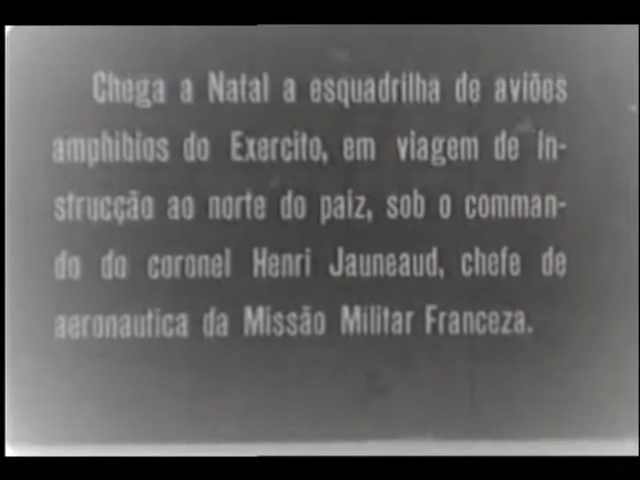 Chega a Natal a esquadrilha de aviões
amphibios do Exercito, em viagem de in-
strucção ao norte do paiz, sob o comman-
do do coronel Henri Jauneaud, chefe de
aeronautica da Missão Militar Franceza.